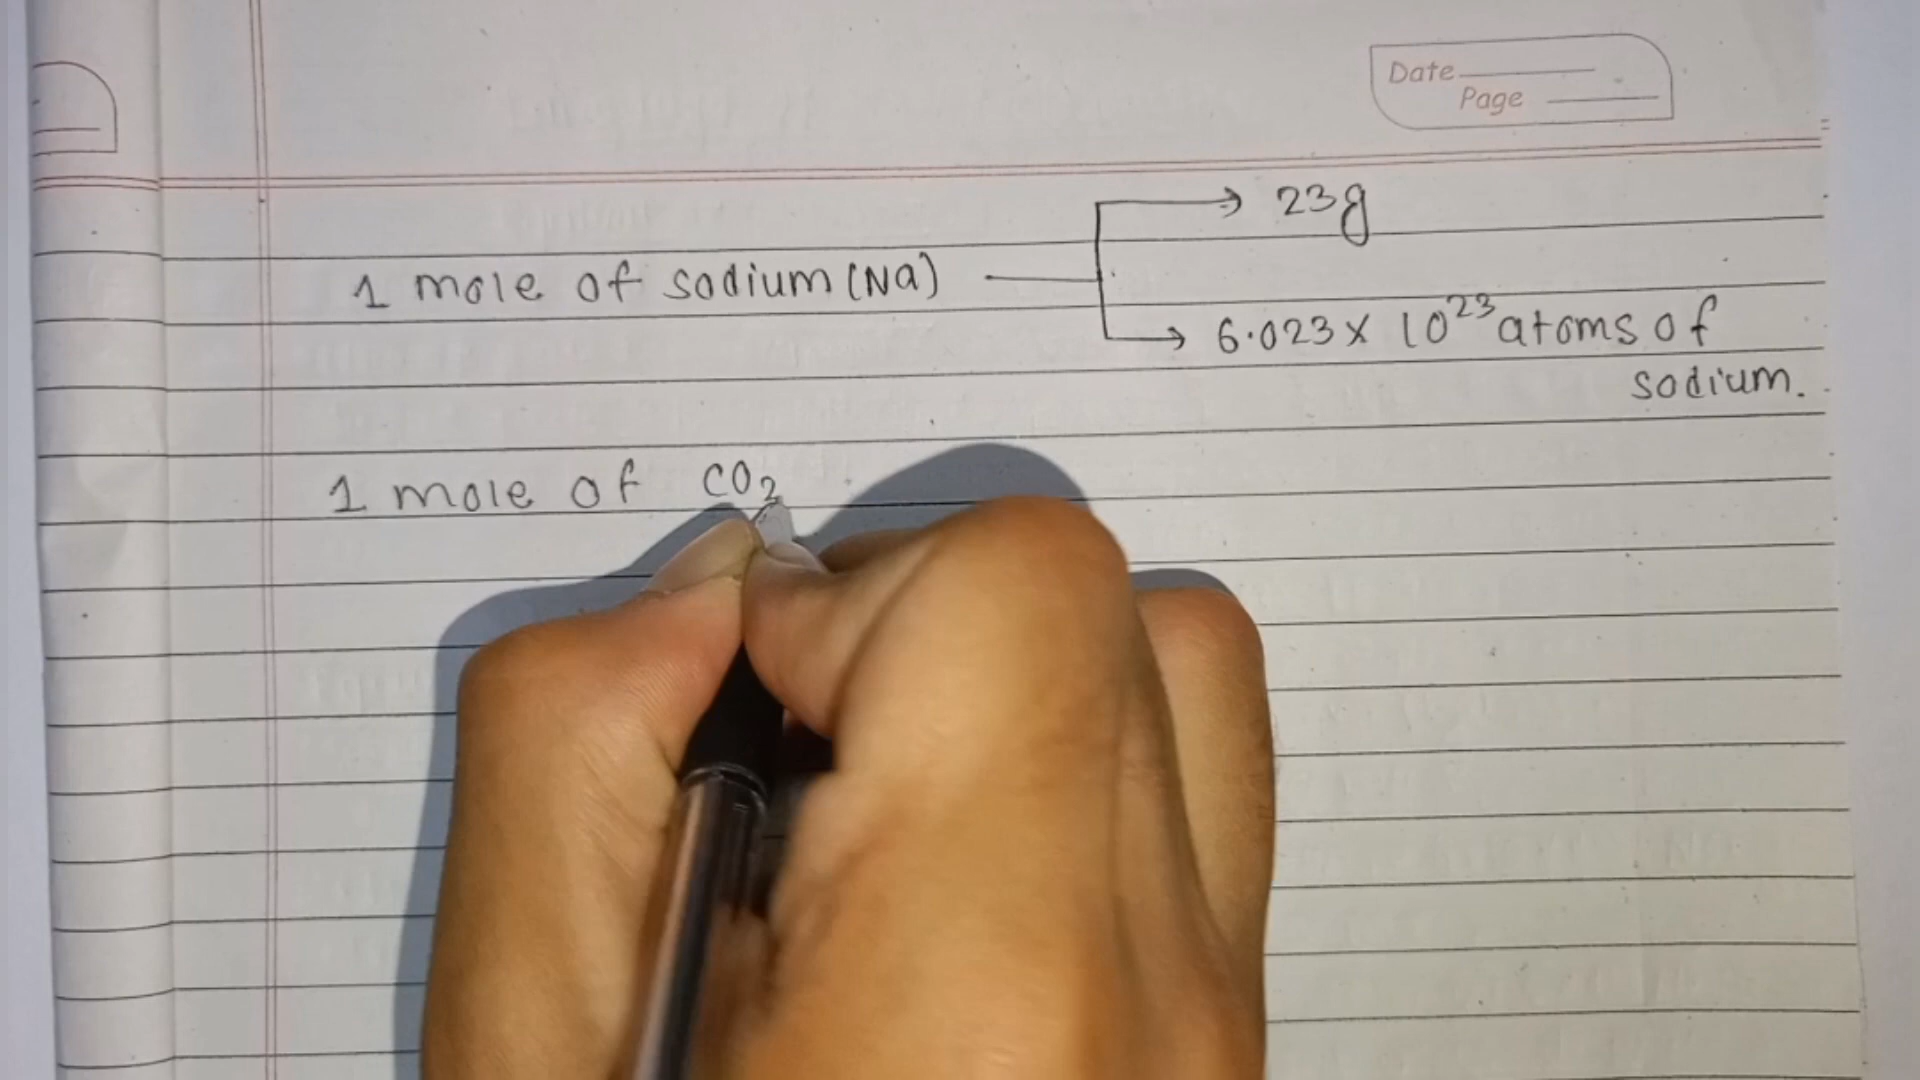 Date
Page
23g
1 mole of sodium (Na)
6.023 x 10²³ atoms of
sodium.
1 mole of CO₂